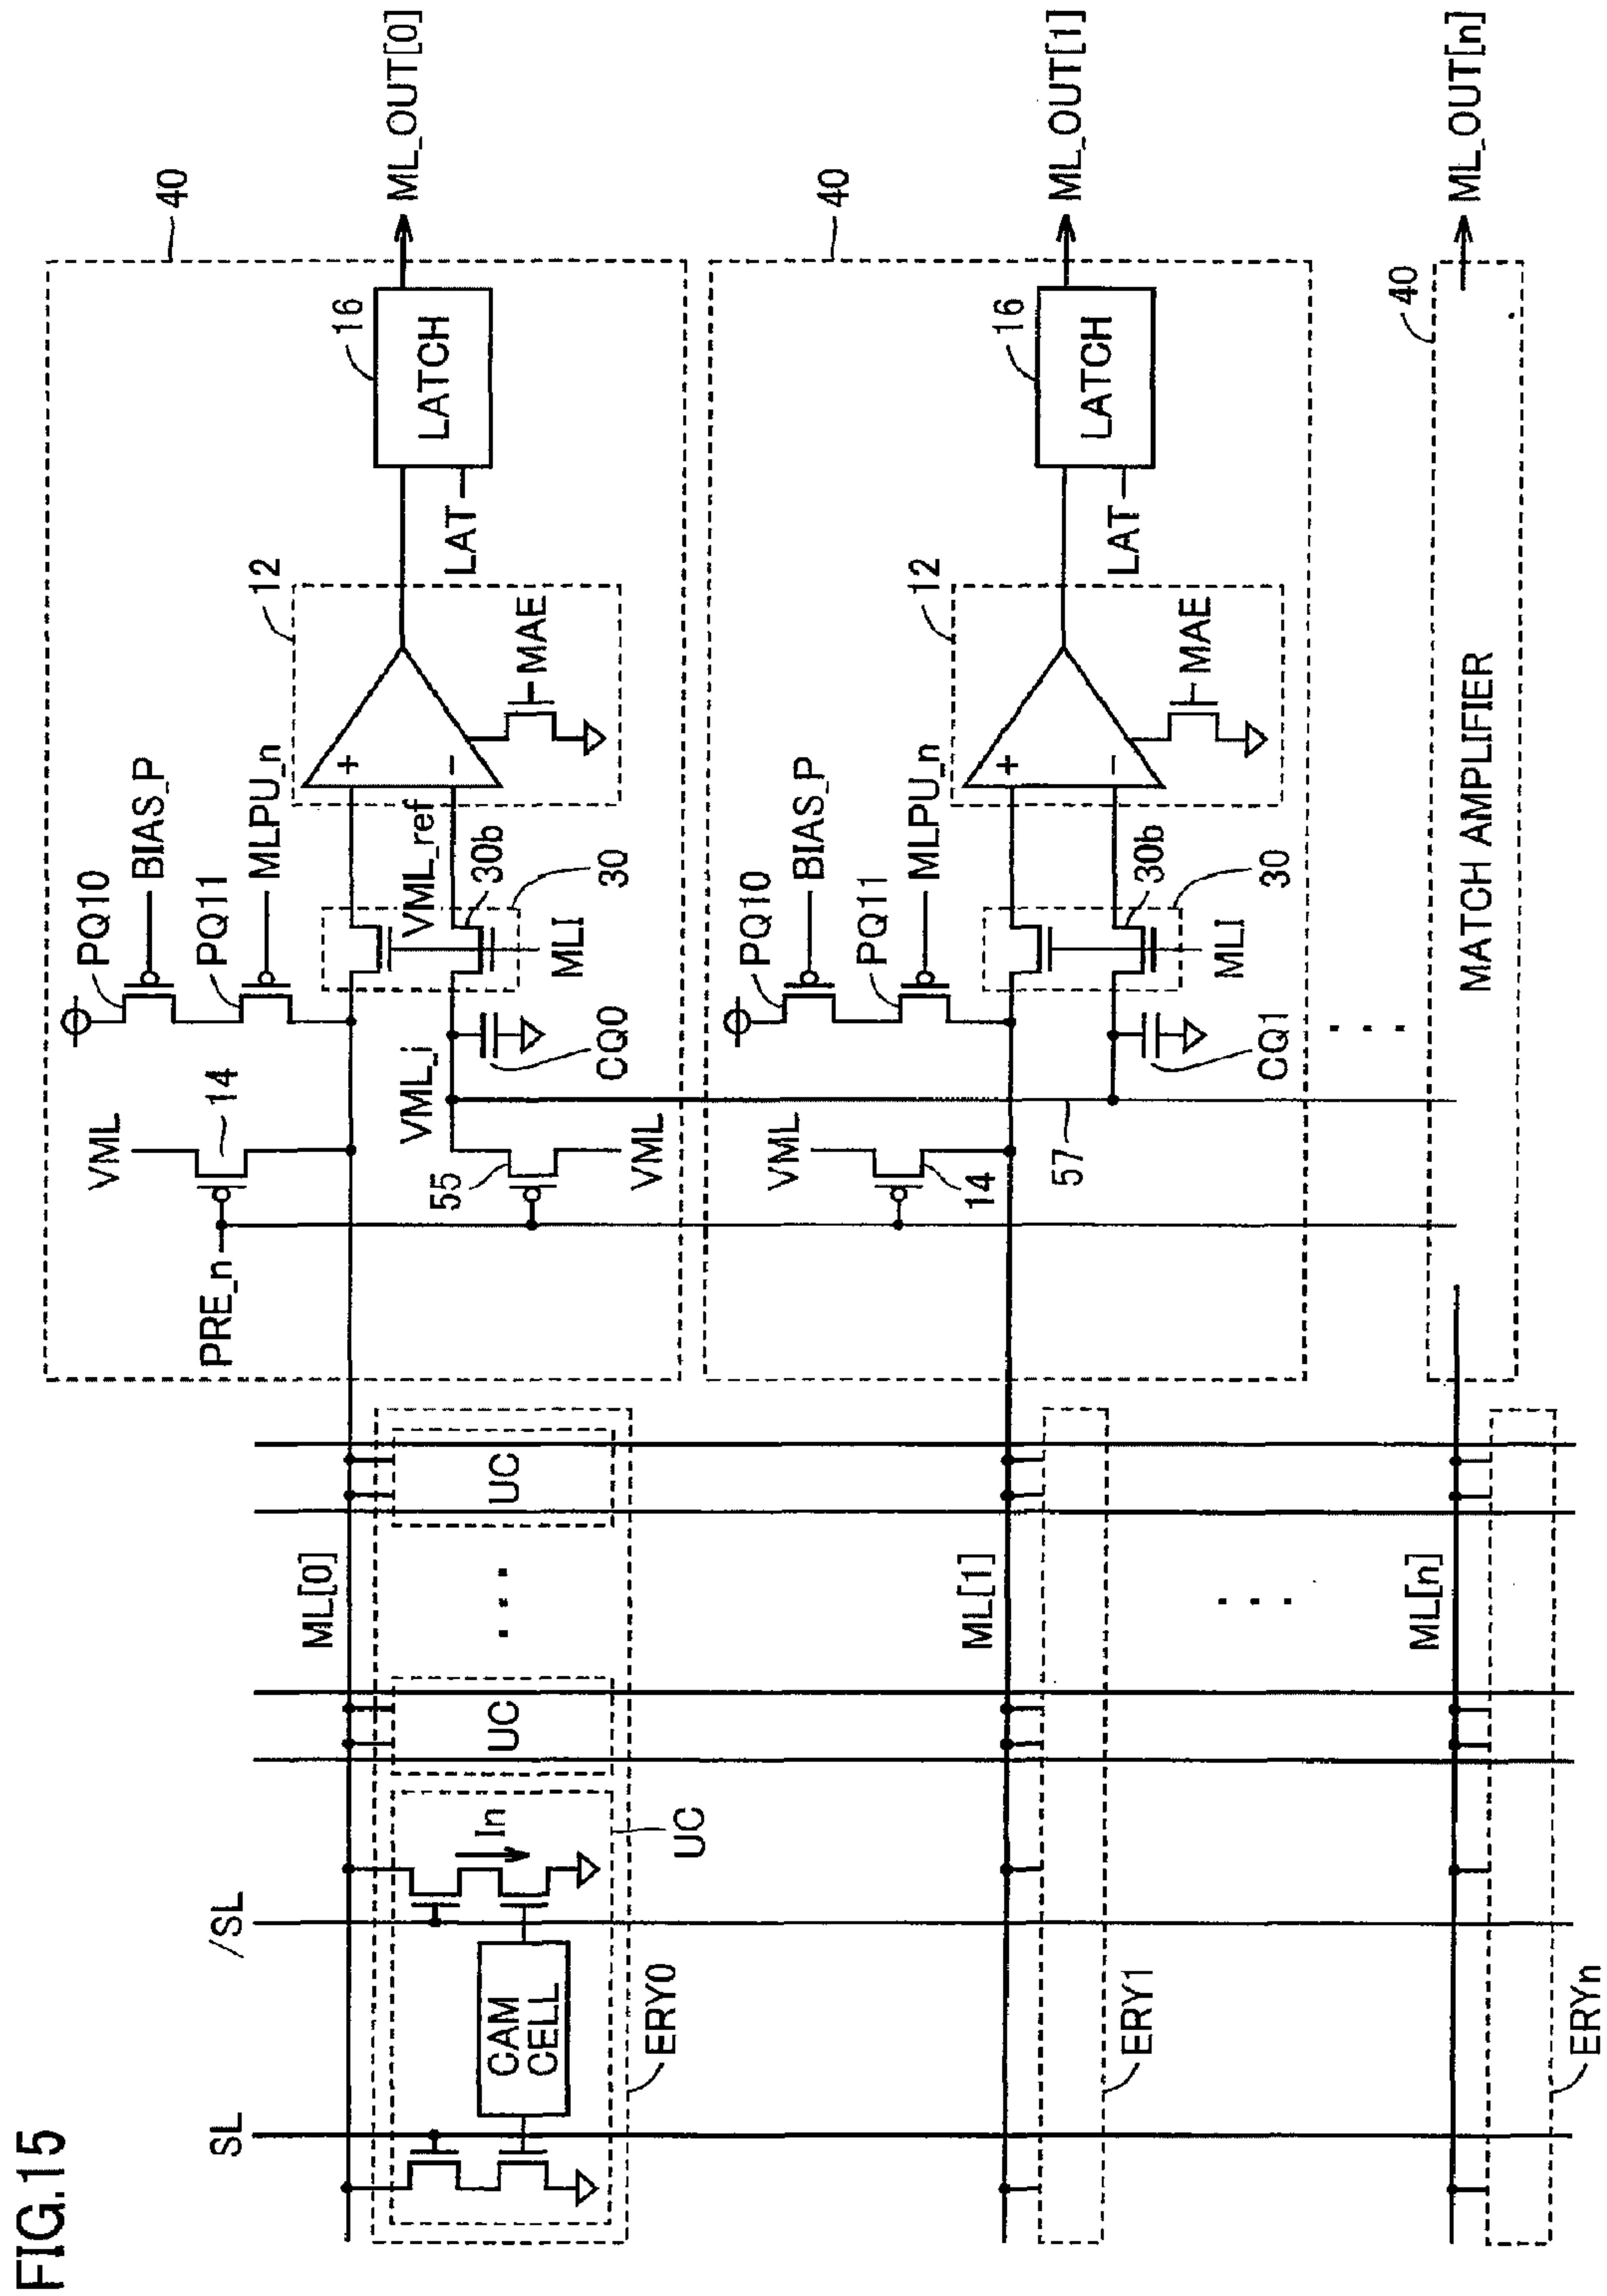 FIG.15
SL
/SL
CAM
CELL
In
UC
UC
UC
ML[0]
ERY0
ML[1]
ERY1
ML[n]
ERYn
PRE_n
VML
14
VML_i
55
VML
CQ0
PQ10
BIAS_P
PQ11
MLPU_n
VML_ref
30b
30
MLI
12
MAE
LAT
16
LATCH
40
ML_OUT[0]
VML
14
57
CQ1
PQ10
BIAS_P
PQ11
MLPU_n
30b
30
MLI
12
MAE
LAT
16
LATCH
40
ML_OUT[1]
MATCH AMPLIFIER
40
ML_OUT[n]